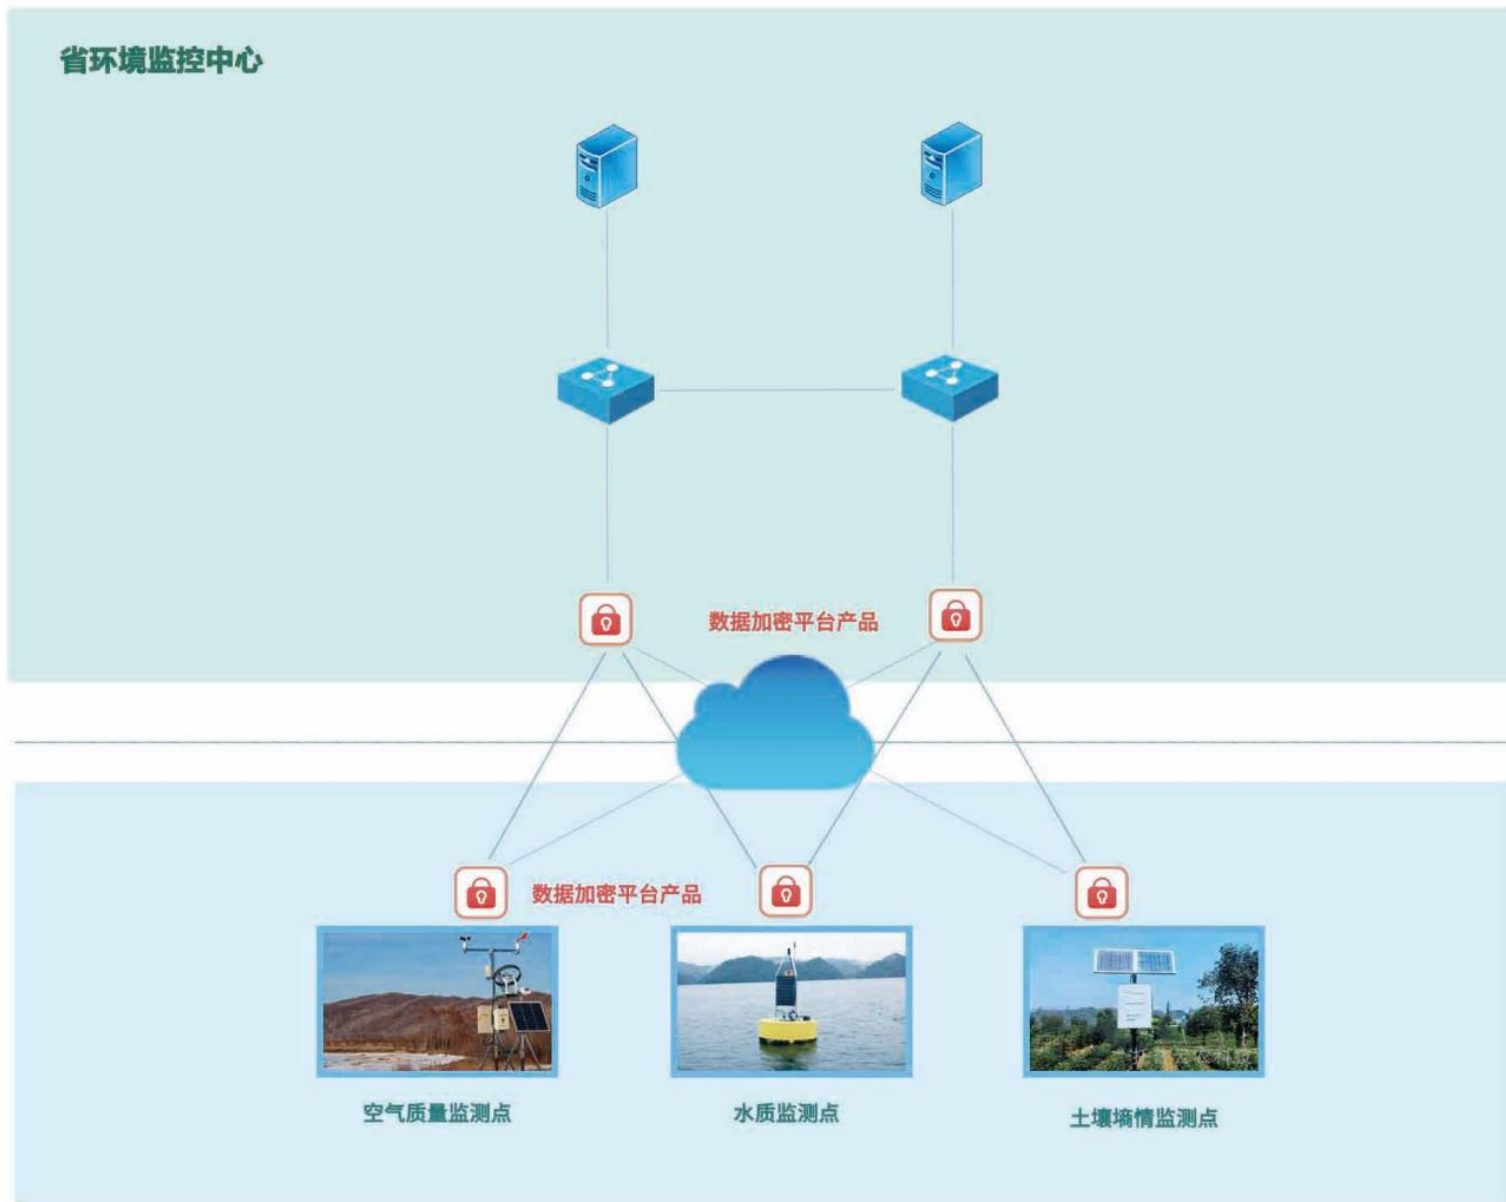 省环境监控中心
数据加密平台产品
数据加密平台产品
空气质量监测点
水质监测点
土壤墒情监测点